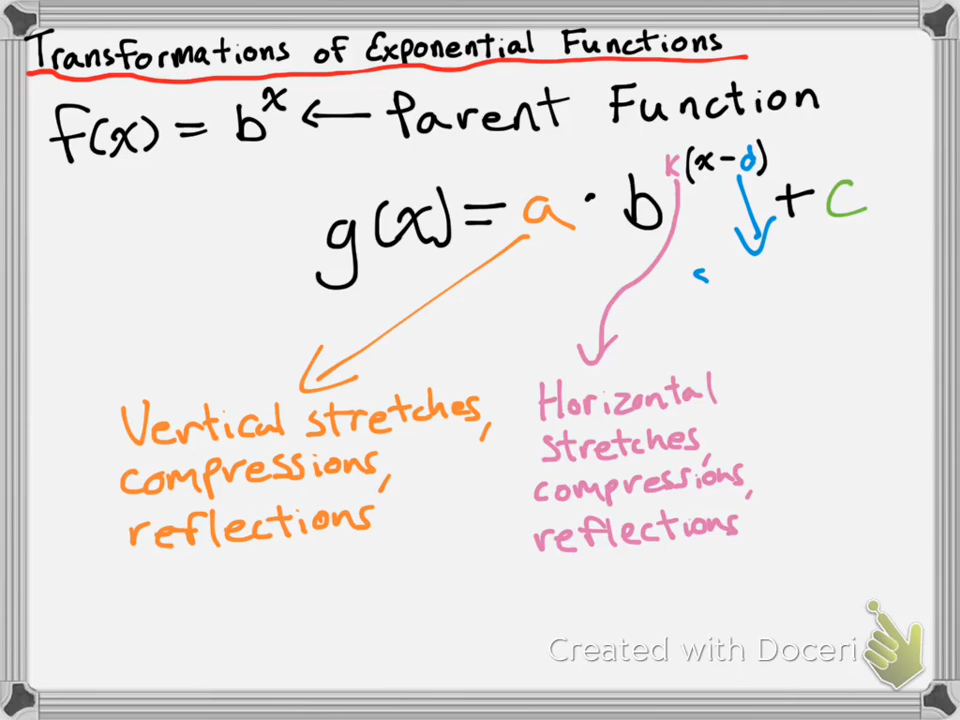 Transformations of Exponential Functions
f(x) = b^x ← Parent Function
g(x) = a · b^k(x-d) + c
Vertical stretches,
compressions,
reflections
Horizontal
stretches,
compressions,
reflections
Created with Doceri